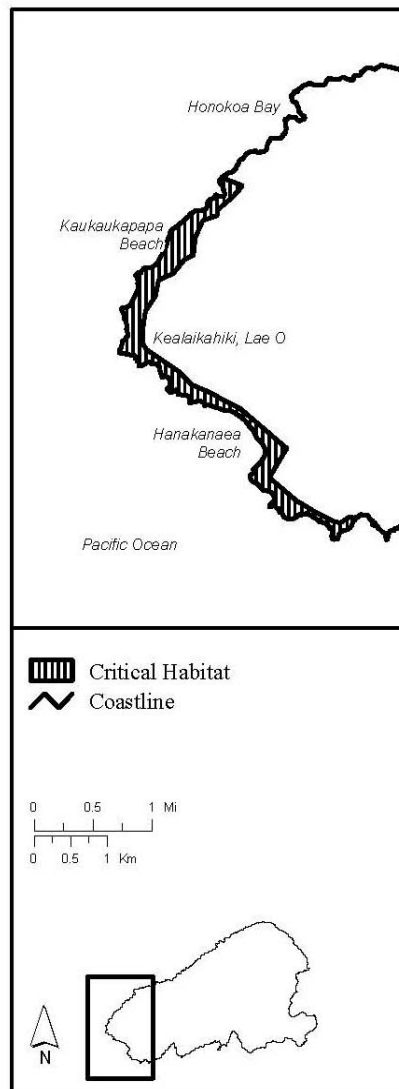 Honokoa Bay
Kaukaukapapa
Beach
Kealaikahiki, Lae O
Hanakanaea
Beach
Pacific Ocean
Critical Habitat
Coastline
0 0.5 1 Mi
0 0.5 1 Km
N